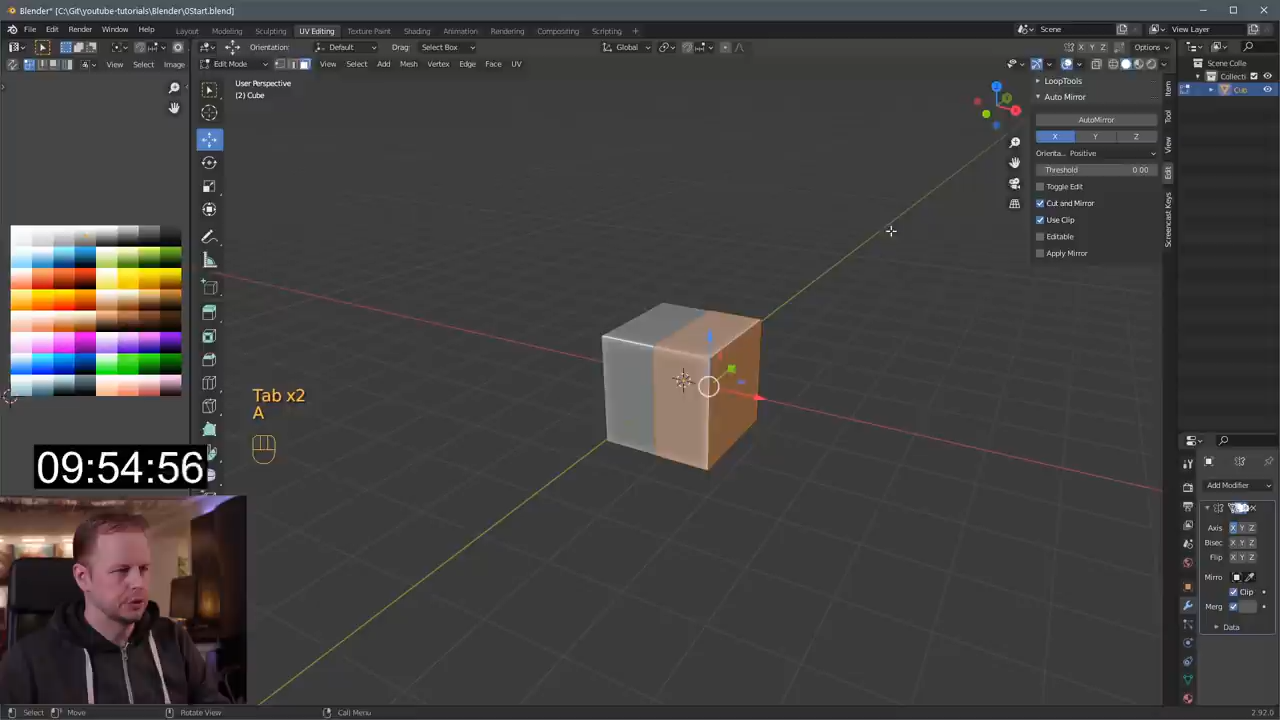 Blender* [C:\Git\youtube-tutorials\Blender\0Start.blend]
File Edit Render Window Help Layout Modeling Sculpting UV Editing Texture Paint Shading Animation Rendering Compositing Scripting + Scene View Layer
Orientation: Default Drag: Select Box Global X Y Z Options
View Select Image Edit Mode View Select Add Mesh Vertex Edge Face UV
Scene Colle
Collecti
Cub
User Perspective
(2) Cube
LoopTools
Auto Mirror
AutoMirror
X Y Z
Orienta... Positive
Threshold 0.00
Toggle Edit
Cut and Mirror
Use Clip
Editable
Apply Mirror
Item
Tool
View
Edit
Screencast Keys
Tab x2
A
09:54:56
Add Modifier
Axis X Y Z
Bisec X Y Z
Flip X Y Z
Mirro
Clip
Merg
Data
Select Move Rotate View Call Menu 2.92.0